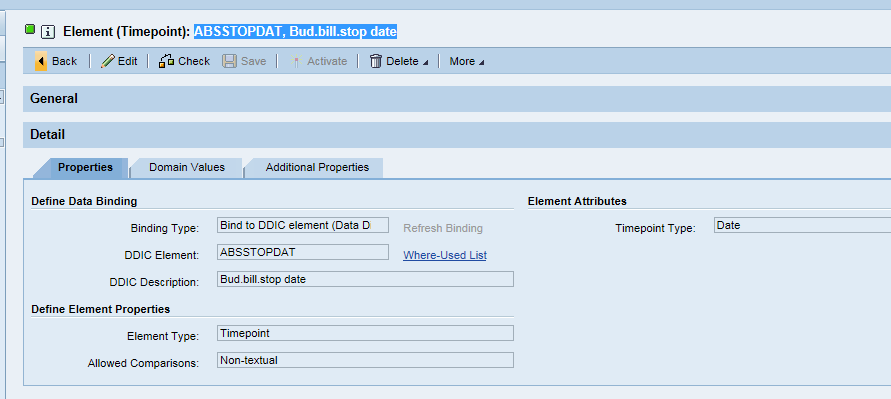 Element (Timepoint): ABSSTOPDAT, Bud.bill.stop date
Back Edit Check Save Activate Delete More
General
Detail
Properties Domain Values Additional Properties
Define Data Binding Element Attributes
Binding Type: Bind to DDIC element (Data D Refresh Binding Timepoint Type: Date
DDIC Element: ABSSTOPDAT Where-Used List
DDIC Description: Bud.bill.stop date
Define Element Properties
Element Type: Timepoint
Allowed Comparisons: Non-textual